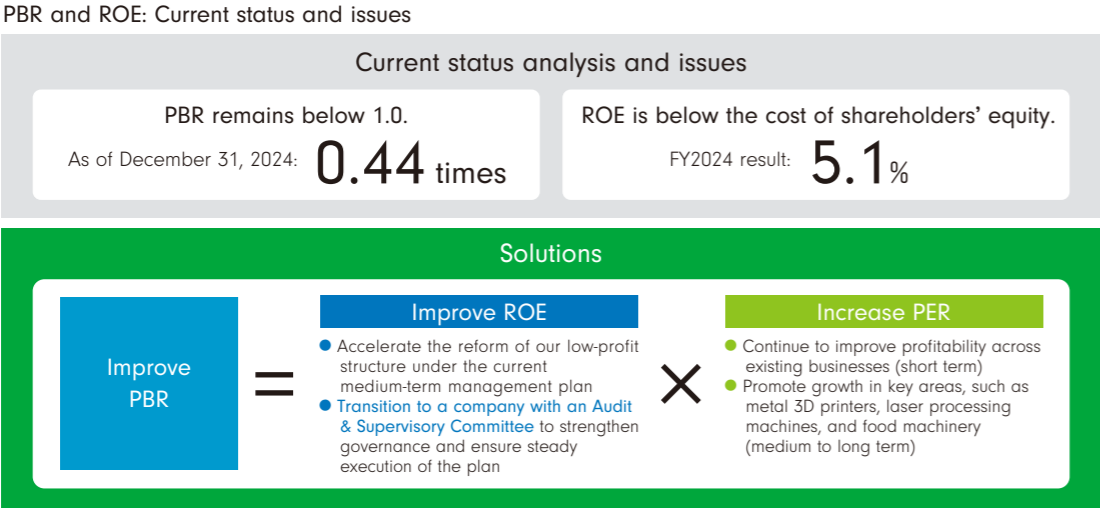 PBR and ROE: Current status and issues
Current status analysis and issues
PBR remains below 1.0.
As of December 31, 2024: 0.44 times
ROE is below the cost of shareholders' equity.
FY2024 result: 5.1%
Solutions
Improve
PBR
=
Improve ROE
● Accelerate the reform of our low-profit
structure under the current
medium-term management plan
● Transition to a company with an Audit
& Supervisory Committee to strengthen
governance and ensure steady
execution of the plan
×
Increase PER
● Continue to improve profitability across
existing businesses (short term)
● Promote growth in key areas, such as
metal 3D printers, laser processing
machines, and food machinery
(medium to long term)